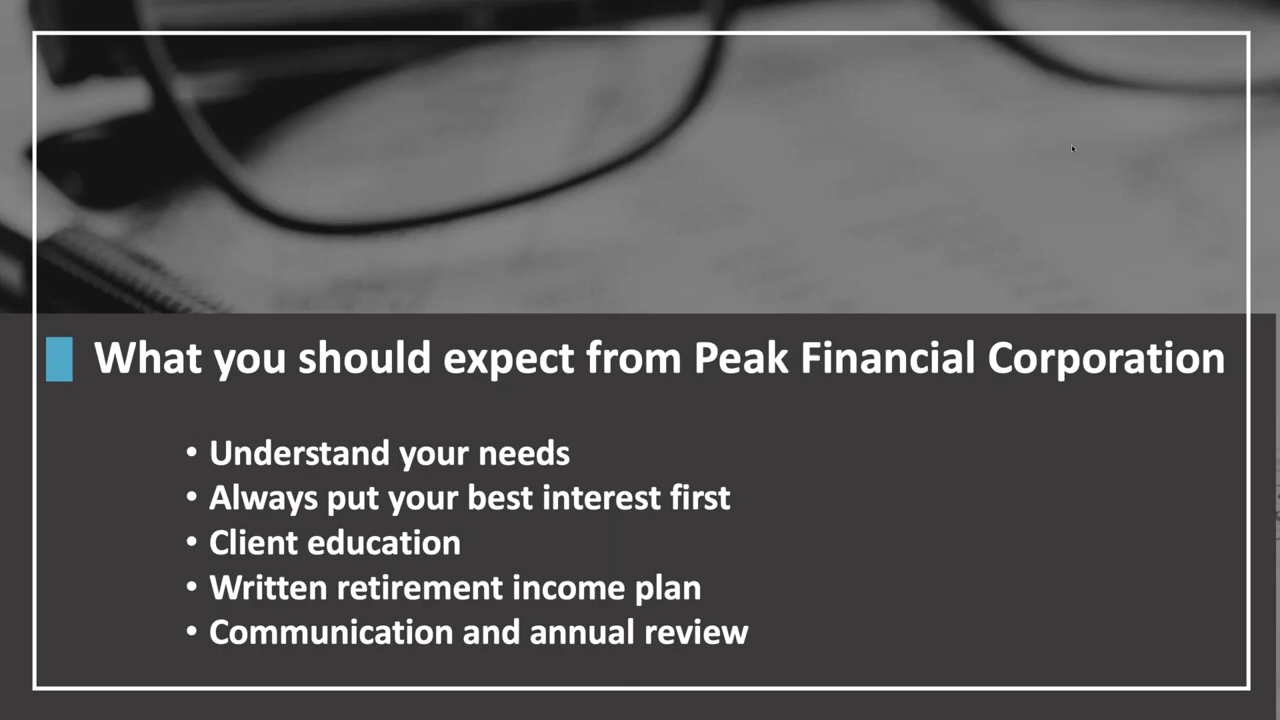 What you should expect from Peak Financial Corporation
• Understand your needs
• Always put your best interest first
• Client education
• Written retirement income plan
• Communication and annual review